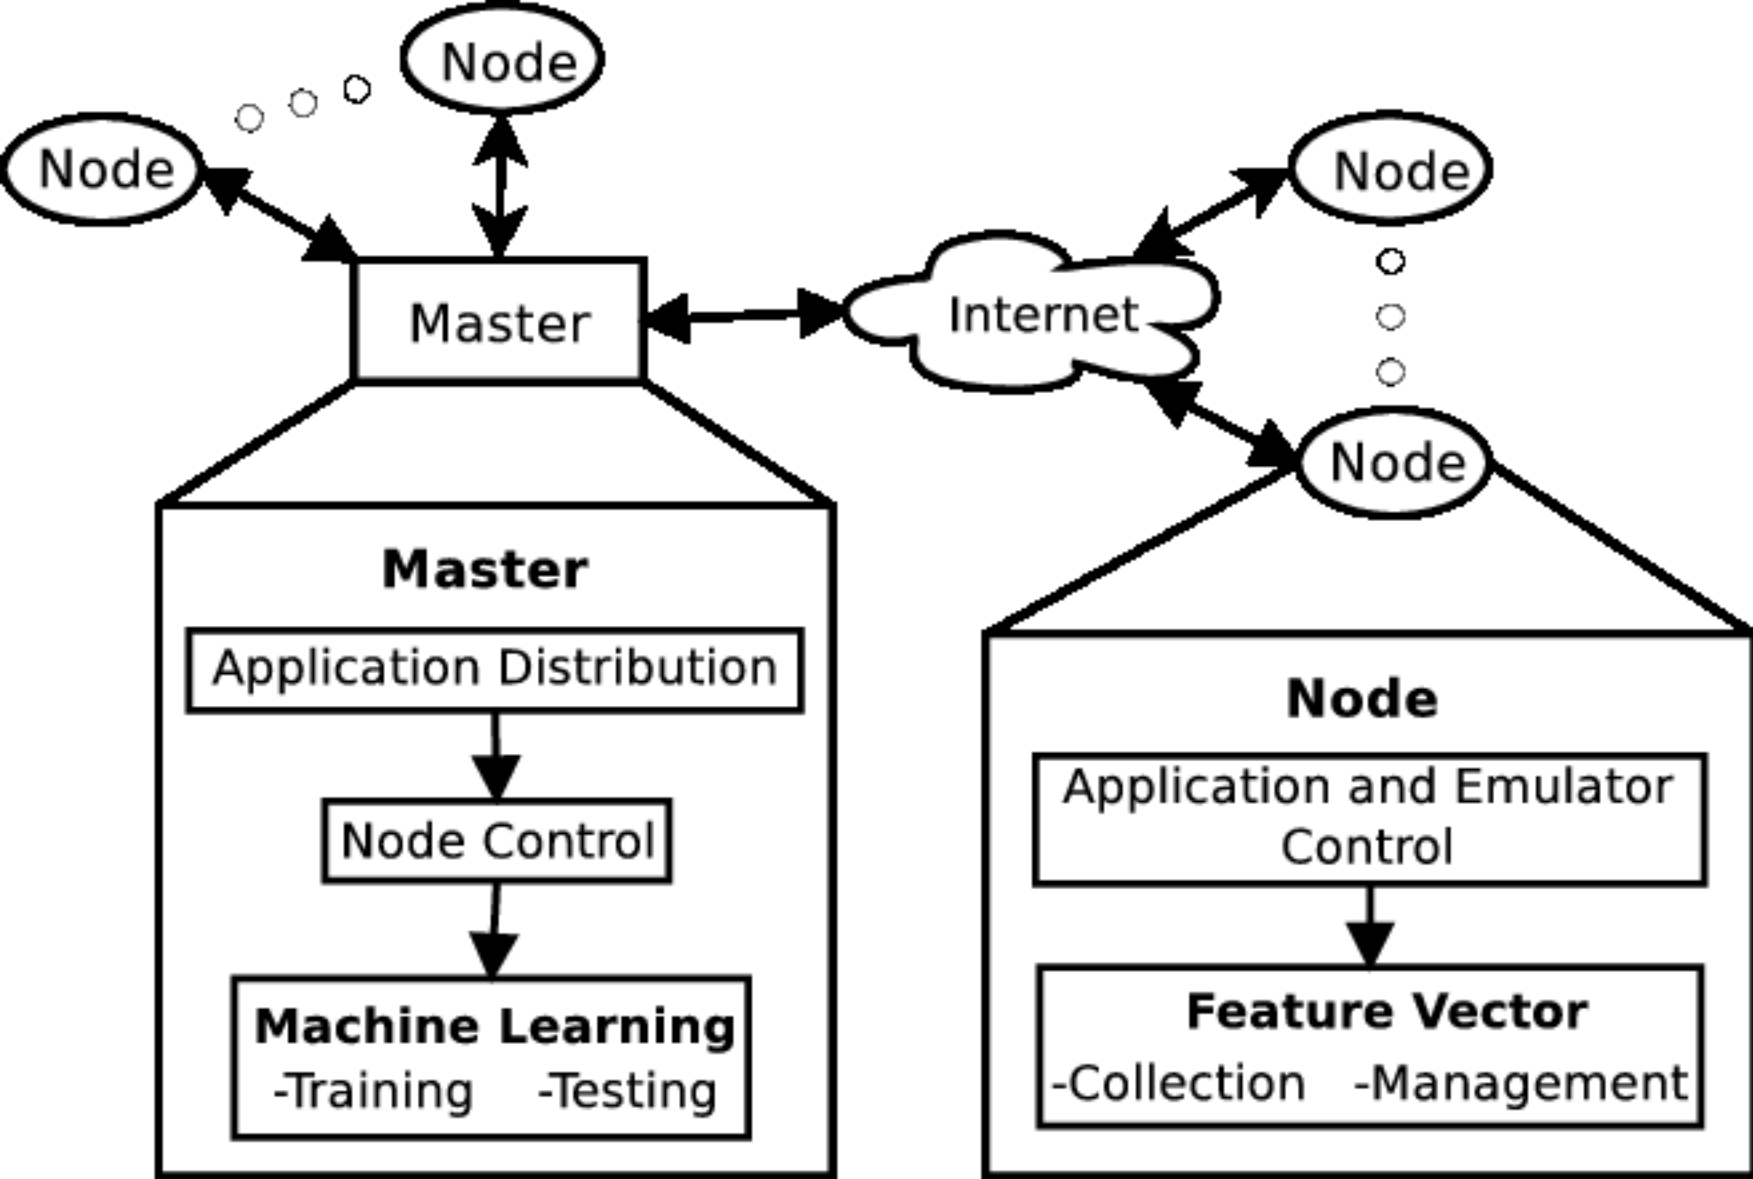 Node
Node
Node
Master
Internet
Node
Master
Application Distribution
Node Control
Machine Learning
-Training -Testing
Node
Application and Emulator
Control
Feature Vector
-Collection -Management